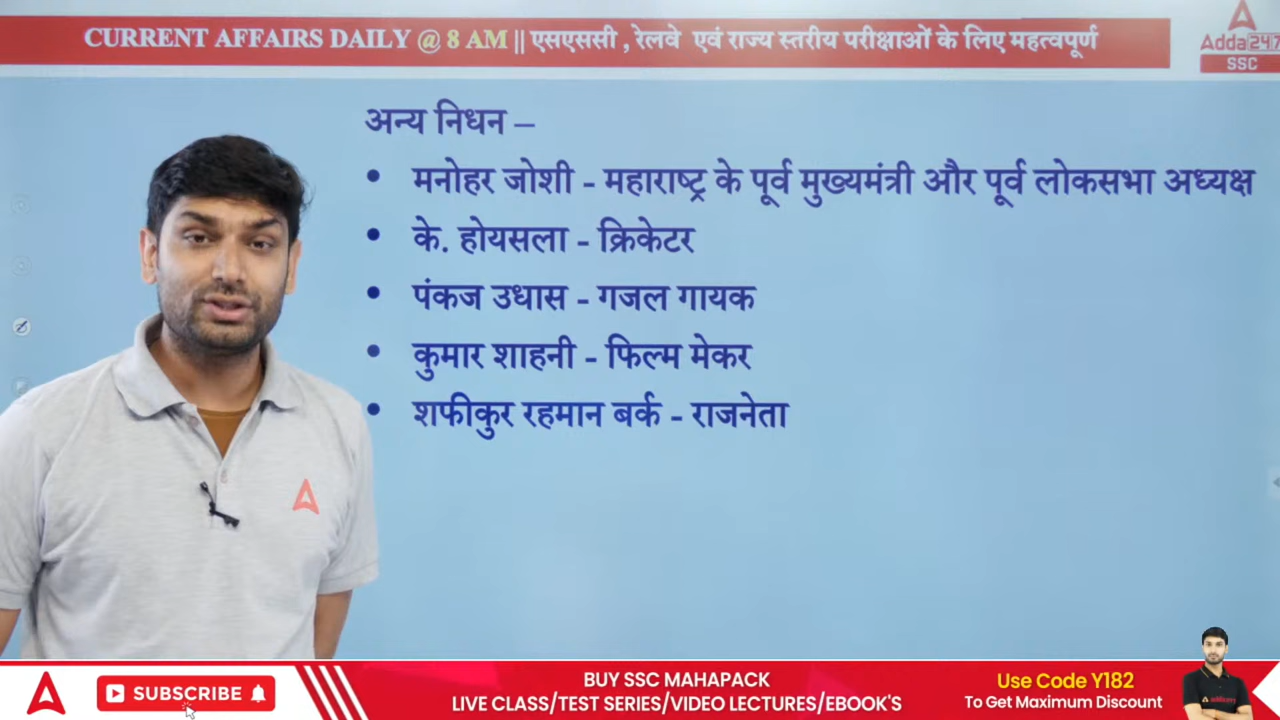 CURRENT AFFAIRS DAILY @ 8 AM || एसएससी , रेलवे एवं राज्य स्तरीय परीक्षाओं के लिए महत्वपूर्ण
Adda247
SSC
अन्य निधन –
• मनोहर जोशी - महाराष्ट्र के पूर्व मुख्यमंत्री और पूर्व लोकसभा अध्यक्ष
• के. होयसला - क्रिकेटर
• पंकज उधास - गजल गायक
• कुमार शाहनी - फिल्म मेकर
• शफीकुर रहमान बर्क - राजनेता
SUBSCRIBE
BUY SSC MAHAPACK
LIVE CLASS/TEST SERIES/VIDEO LECTURES/EBOOK'S
Use Code Y182
To Get Maximum Discount